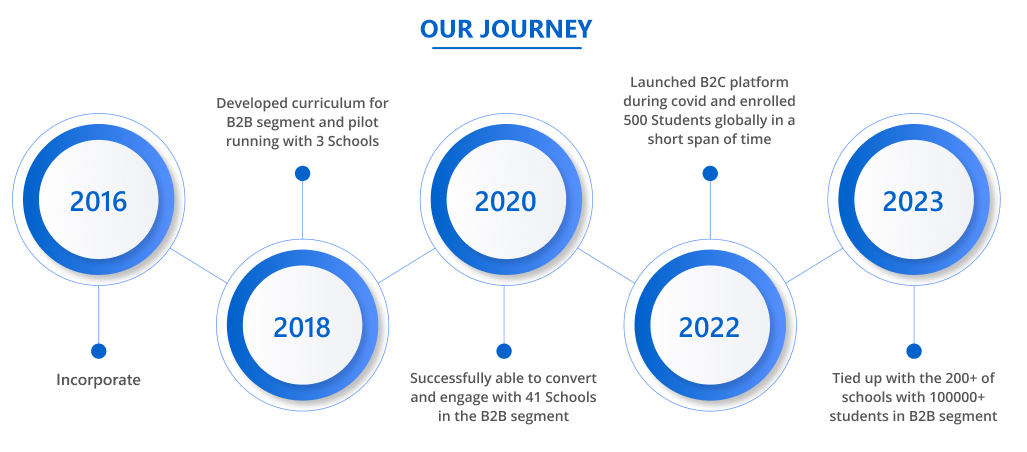 OUR JOURNEY
2016
Incorporate
Developed curriculum for
B2B segment and pilot
running with 3 Schools
2018
2020
Successfully able to convert
and engage with 41 Schools
in the B2B segment
Launched B2C platform
during covid and enrolled
500 Students globally in a
short span of time
2022
2023
Tied up with the 200+ of
schools with 100000+
students in B2B segment